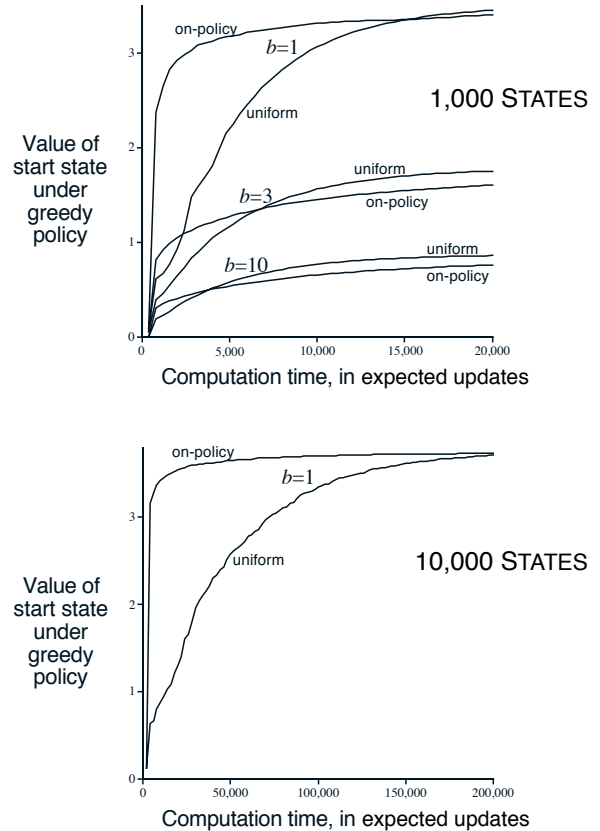 on-policy
b=1
1,000 STATES
uniform
Value of
start state
under
greedy
policy
uniform
b=3
on-policy
b=10
uniform
on-policy
3
2
1
0
0
5,000
10,000
15,000
20,000
Computation time, in expected updates
on-policy
b=1
uniform
10,000 STATES
Value of
start state
under
greedy
policy
3
2
1
0
0
50,000
100,000
150,000
200,000
Computation time, in expected updates